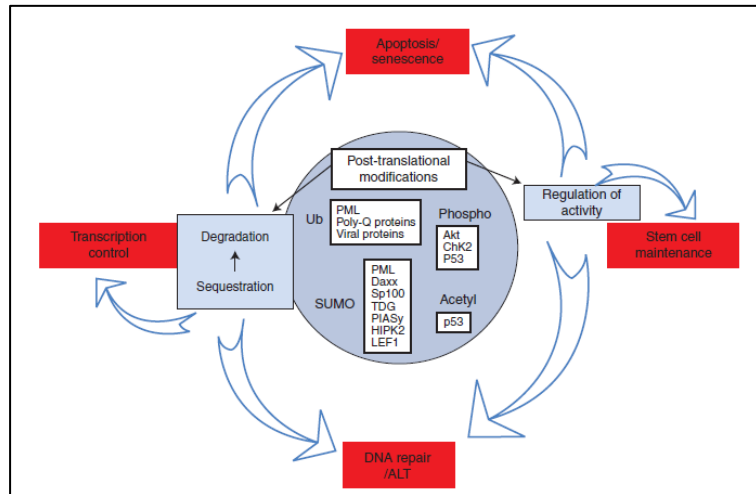 Apoptosis/
senescence
Post-translational
modifications
Regulation of
activity
Ub
PML
Poly-Q proteins
Viral proteins
Phospho
Akt
ChK2
P53
Transcription
control
Degradation
Sequestration
Stem cell
maintenance
SUMO
PML
Daxx
Sp100
TDG
PIASy
HIPK2
LEF1
Acetyl
p53
DNA repair
/ALT